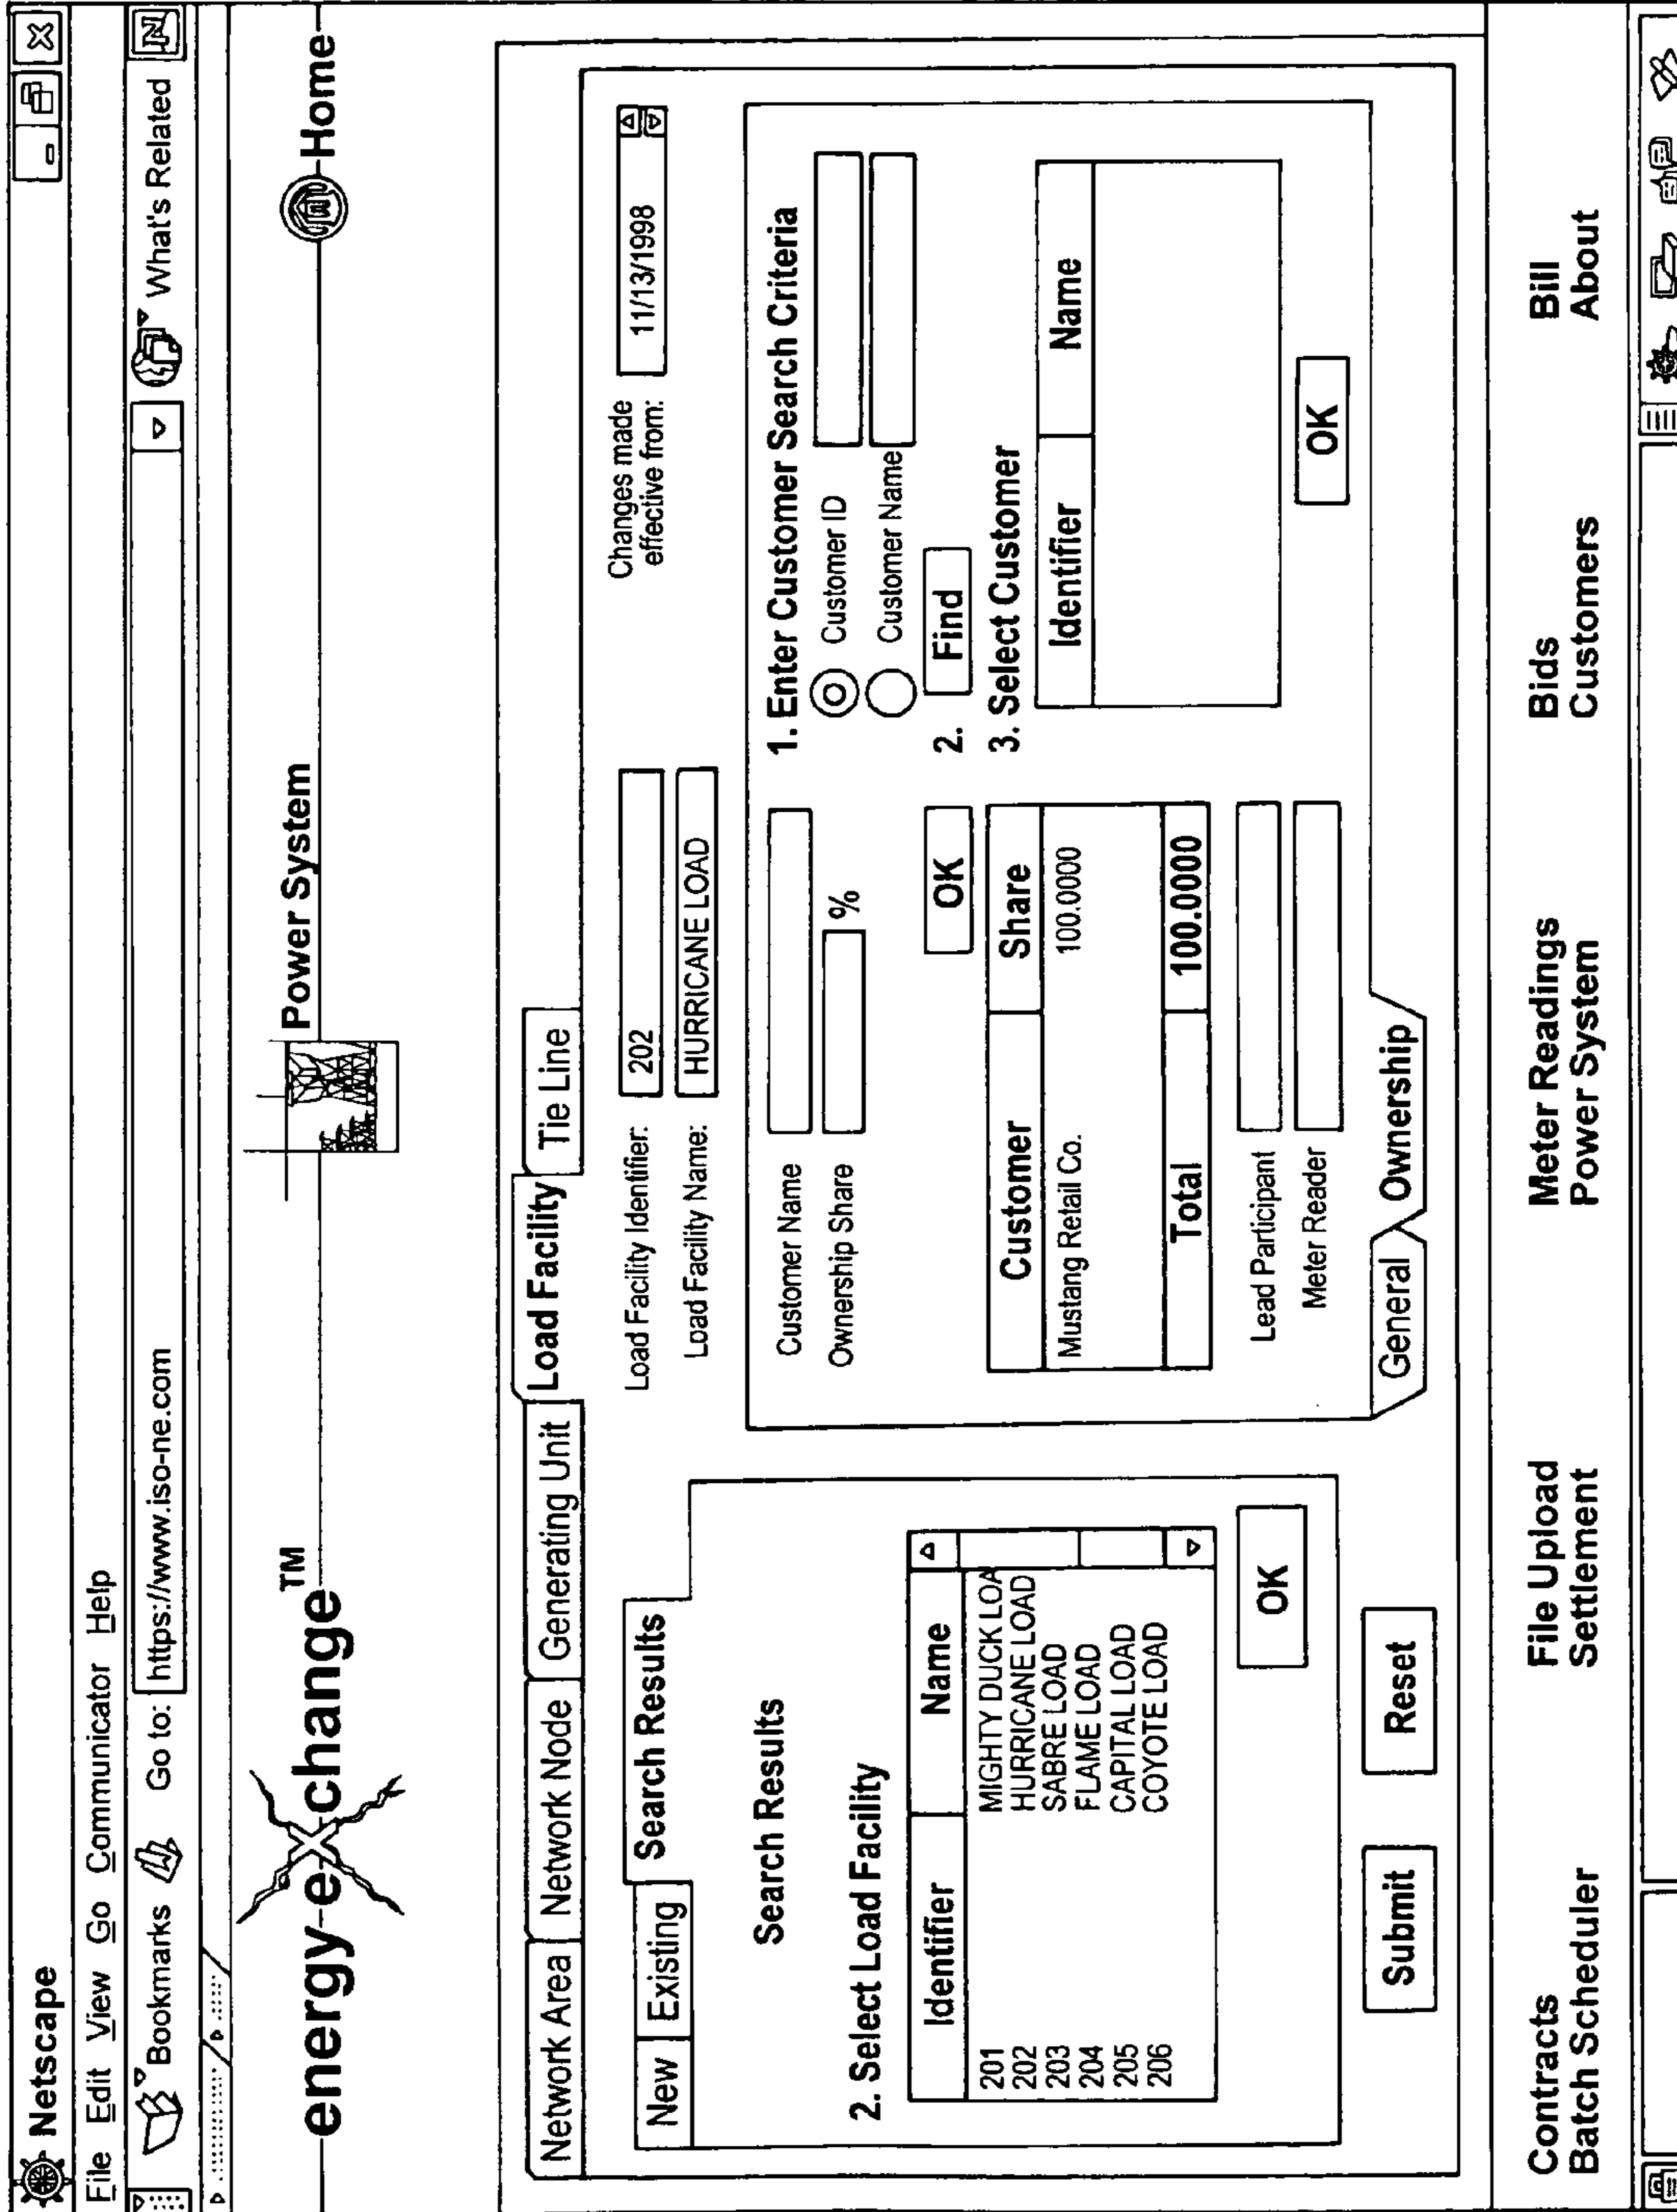 Netscape
File Edit View Go Communicator Help
Bookmarks Go to: https://www.iso-ne.com What's Related N
energy eXchange™ Power System Home
Network Area Network Node Generating Unit Load Facility Tie Line
New Existing Search Results
Search Results
2. Select Load Facility
Identifier Name
201 MIGHTY DUCK LOA
202 HURRICANE LOAD
203 SABRE LOAD
204 FLAME LOAD
205 CAPITAL LOAD
206 COYOTE LOAD
OK
Submit Reset
Load Facility Identifier: 202
Load Facility Name: HURRICANE LOAD
Changes made
effective from: 11/13/1998
Customer Name
Ownership Share %
OK
Customer Share
Mustang Retail Co. 100.0000
Total 100.0000
Lead Participant
Meter Reader
1. Enter Customer Search Criteria
Customer ID
Customer Name
2. Find
3. Select Customer
Identifier Name
OK
General Ownership
Contracts File Upload Meter Readings Bids Bill
Batch Scheduler Settlement Power System Customers About